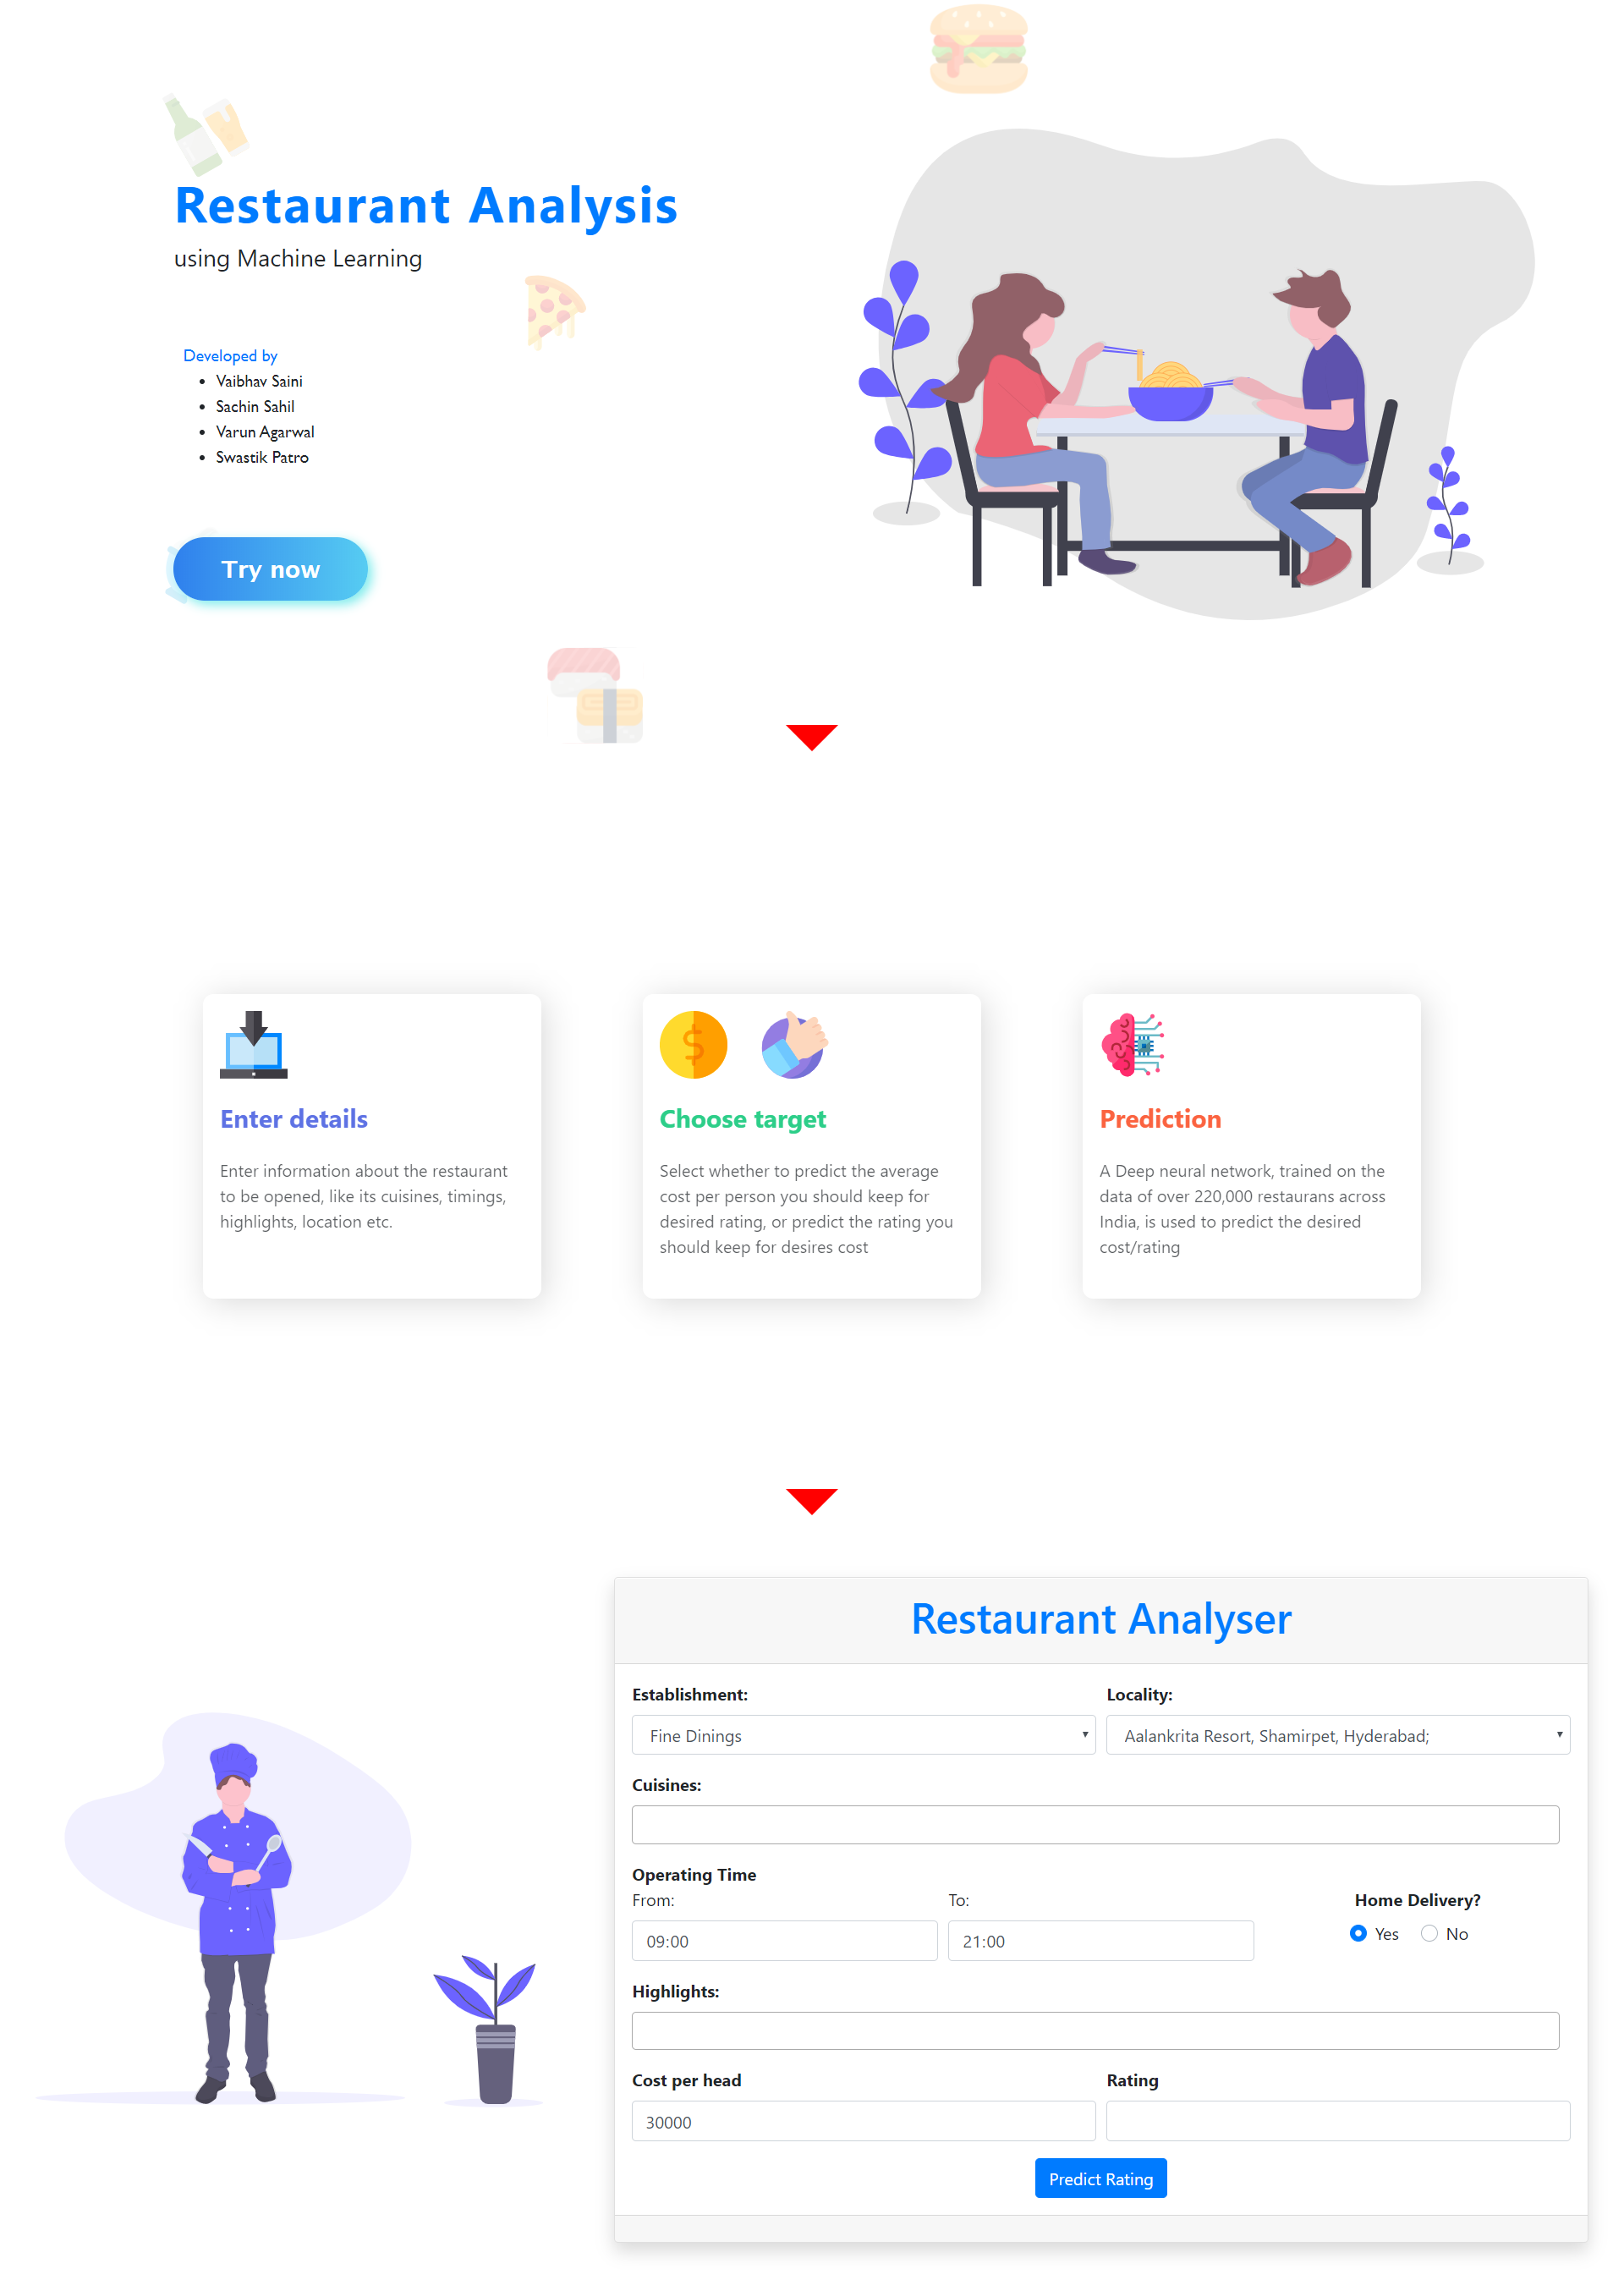 Restaurant Analysis
using Machine Learning
Developed by
• Vaibhav Saini
• Sachin Sahil
• Varun Agarwal
• Swastik Patro
Try now
Enter details
Enter information about the restaurant
to be opened, like its cuisines, timings,
highlights, location etc.
Choose target
Select whether to predict the average
cost per person you should keep for
desired rating, or predict the rating you
should keep for desires cost
Prediction
A Deep neural network, trained on the
data of over 220,000 restaurans across
India, is used to predict the desired
cost/rating
Restaurant Analyser
Establishment: Locality:
Fine Dinings Aalankrita Resort, Shamirpet, Hyderabad;
Cuisines:
Operating Time
From: To: Home Delivery?
09:00 21:00 Yes No
Highlights:
Cost per head Rating
30000
Predict Rating